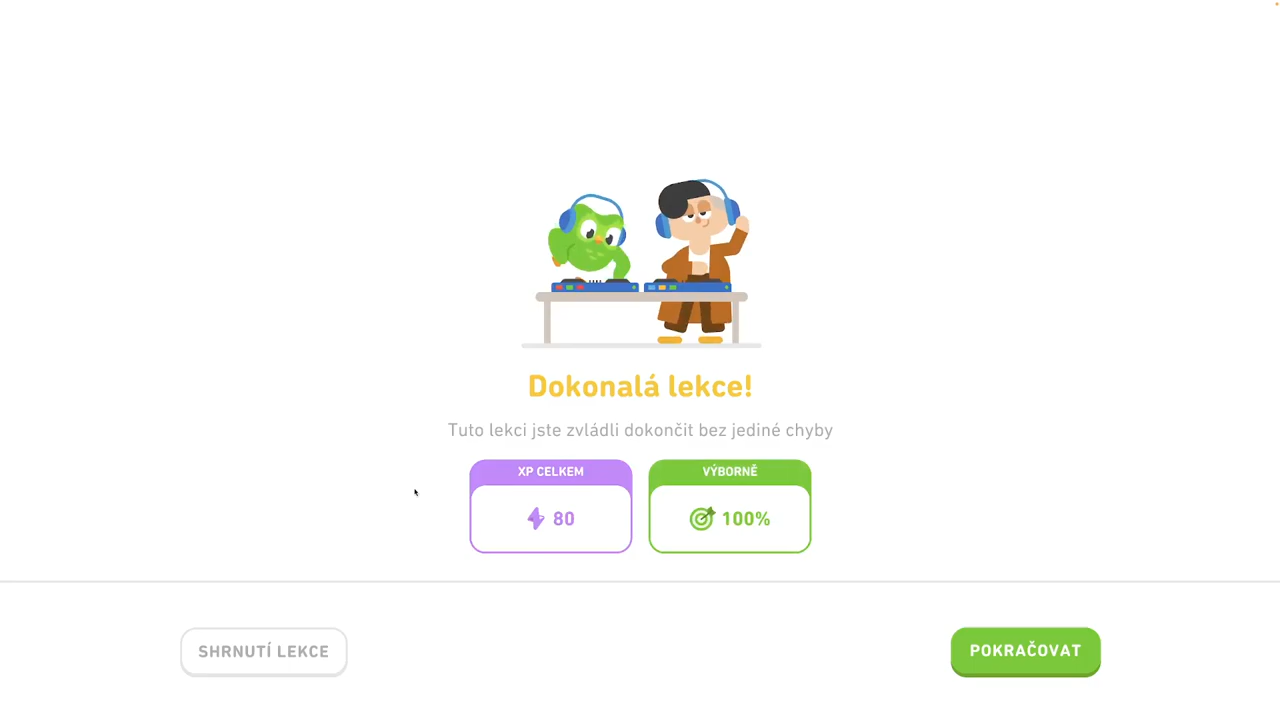 Dokonalá lekce!
Tuto lekci jste zvládli dokončit bez jediné chyby
XP CELKEM
VÝBORNĚ
80
100%
SHRNUTÍ LEKCE
POKRAČOVAT